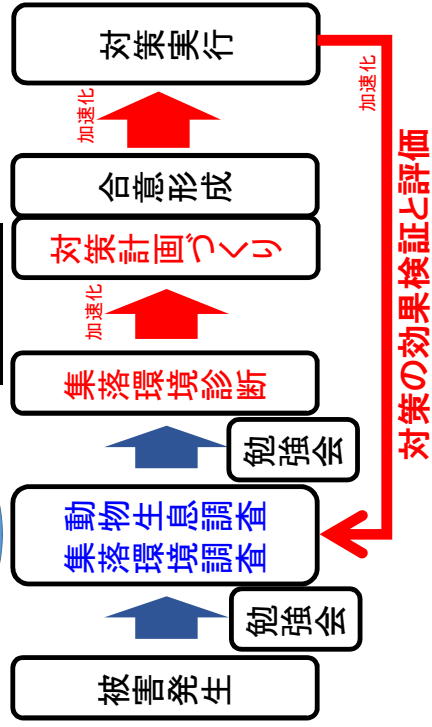 被害発生
勉強会
動物生息調査
集落環境調査
勉強会
集落環境診断
加速化
対策計画づくり
合意形成
加速化
対策実行
加速化
対策の効果検証と評価